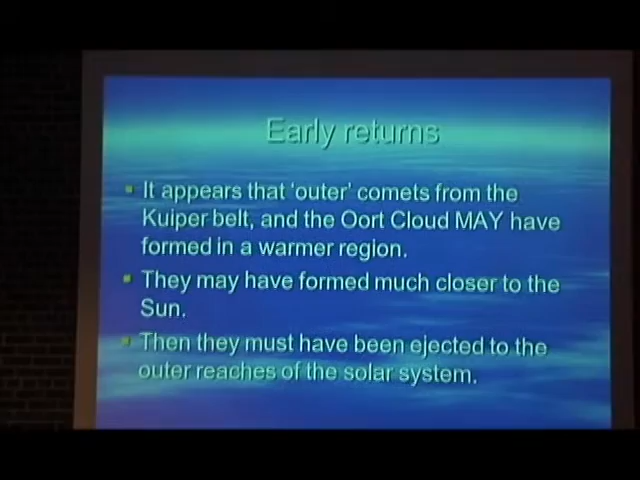 Early returns
▪ It appears that 'outer' comets from the
Kuiper belt, and the Oort Cloud MAY have
formed in a warmer region.
▪ They may have formed much closer to the
Sun.
▪ Then they must have been ejected to the
outer reaches of the solar system.